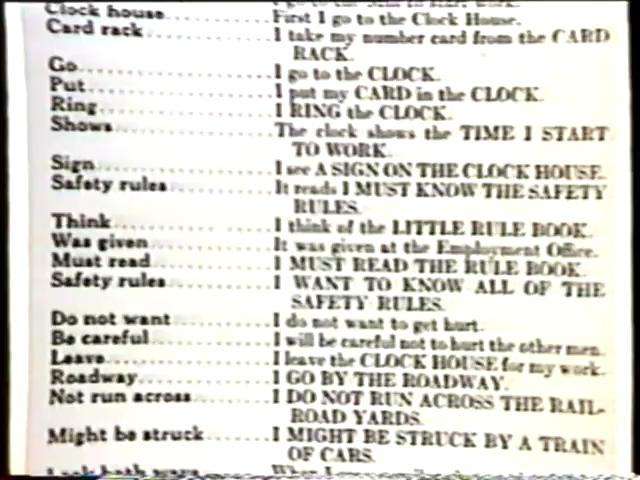 Clock house.................First I go to the Clock House.
Card rack...................I take my number card from the CARD
RACK.
Go..........................I go to the CLOCK.
Put.........................I put my CARD in the CLOCK.
Ring........................I RING the CLOCK.
Shows.......................The clock shows the TIME I START
TO WORK.
Sign........................I see A SIGN ON THE CLOCK HOUSE.
Safety rules................It reads I MUST KNOW THE SAFETY
RULES.
Think.......................I think of the LITTLE RULE BOOK.
Was given...................It was given at the Employment Office.
Must read...................I MUST READ THE RULE BOOK.
Safety rules................I WANT TO KNOW ALL OF THE
SAFETY RULES.
Do not want.................I do not want to get hurt.
Be careful..................I will be careful not to hurt the other men.
Leave.......................I leave the CLOCK HOUSE for my work.
Roadway.....................I GO BY THE ROADWAY.
Not run across..............I DO NOT RUN ACROSS THE RAIL-
ROAD YARDS.
Might be struck.............I MIGHT BE STRUCK BY A TRAIN
OF CARS.
Look both ways